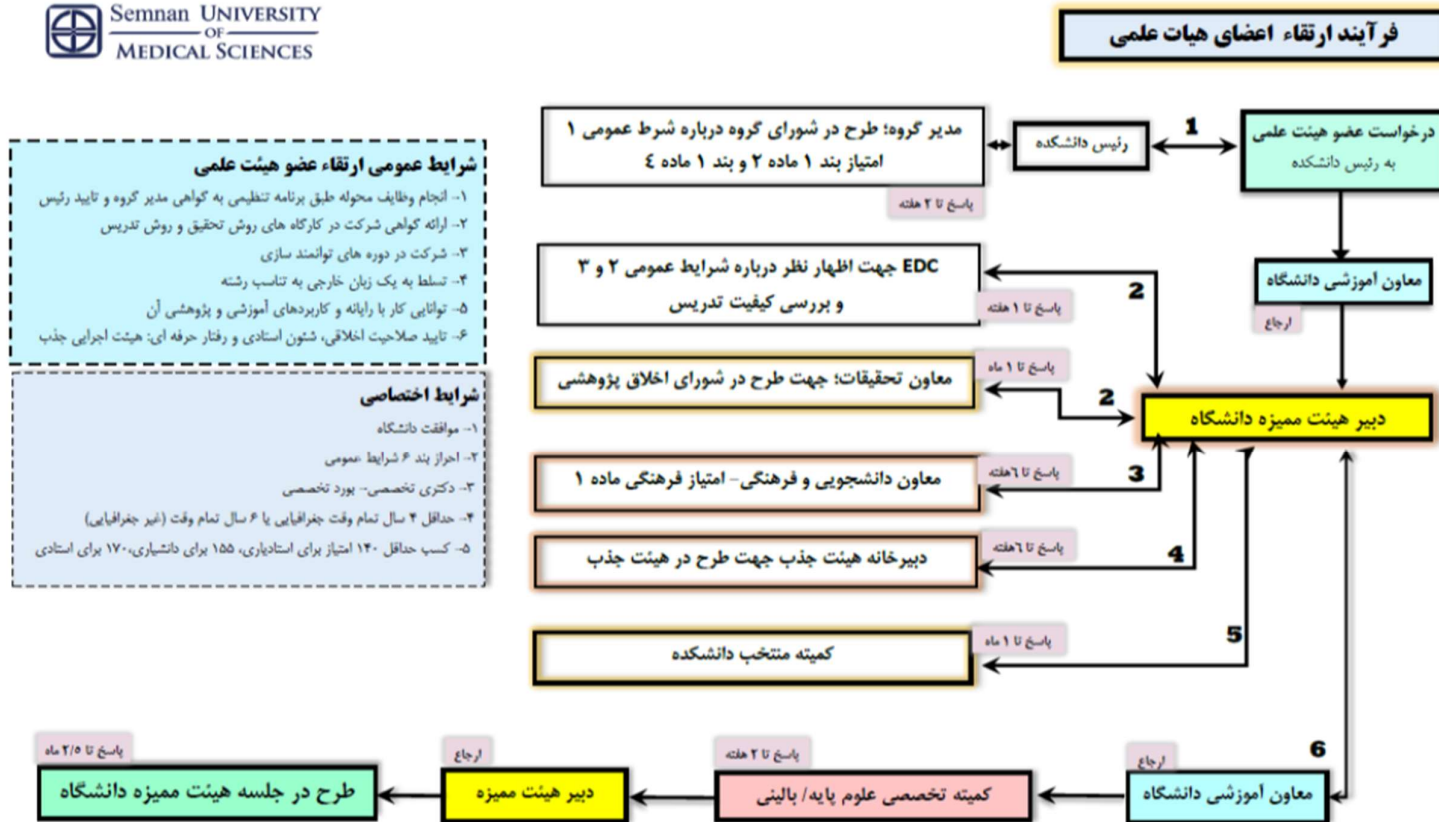 Semnan UNIVERSITY
OF
MEDICAL SCIENCES
فرآیند ارتقاء اعضای هیات علمی
درخواست عضو هیئت علمی
به رئیس دانشکده
1
رئیس دانشکده
مدیر گروه؛ طرح در شورای گروه درباره شرط عمومی ۱
امتیاز بند ۱ ماده ۲ و بند ۱ ماده ٤
پاسخ تا ۲ هفته
شرایط عمومی ارتقاء عضو هیئت علمی
۱- انجام وظایف محوله طبق برنامه تنظیمی به گواهی مدیر گروه و تایید رئیس
۲- ارائه گواهی شرکت در کارگاه های روش تحقیق و روش تدریس
۳- شرکت در دوره های توانمند سازی
۴- تسلط به یک زبان خارجی به تناسب رشته
۵- توانایی کار با رایانه و کاربردهای آموزشی و پژوهشی آن
۶- تایید صلاحیت اخلاقی، شئون استادی و رفتار حرفه ای: هیئت اجرایی جذب
معاون آموزشی دانشگاه
ارجاع
2
EDC جهت اظهار نظر درباره شرایط عمومی ۲ و ۳
و بررسی کیفیت تدریس
پاسخ تا ۱ هفته
دبیر هیئت ممیزه دانشگاه
2
معاون تحقیقات؛ جهت طرح در شورای اخلاق پژوهشی
پاسخ تا ۱ ماه
شرایط اختصاصی
۱- موافقت دانشگاه
۲- احراز بند ۶ شرایط عمومی
۳- دکتری تخصصی- بورد تخصصی
۴- حداقل ۴ سال تمام وقت جغرافیایی یا ۶ سال تمام وقت (غیر جغرافیایی)
۵- کسب حداقل ۱۴۰ امتیاز برای استادیاری، ۱۵۵ برای دانشیاری، ۱۷۰ برای استادی
3
معاون دانشجویی و فرهنگی- امتیاز فرهنگی ماده ۱
پاسخ تا ٦هفته
4
دبیرخانه هیئت جذب جهت طرح در هیئت جذب
پاسخ تا ٦هفته
5
کمیته منتخب دانشکده
پاسخ تا ۱ ماه
6
ارجاع
معاون آموزشی دانشگاه
پاسخ تا ۲ هفته
کمیته تخصصی علوم پایه/ بالینی
ارجاع
دبیر هیئت ممیزه
پاسخ تا ۲/۵ ماه
طرح در جلسه هیئت ممیزه دانشگاه